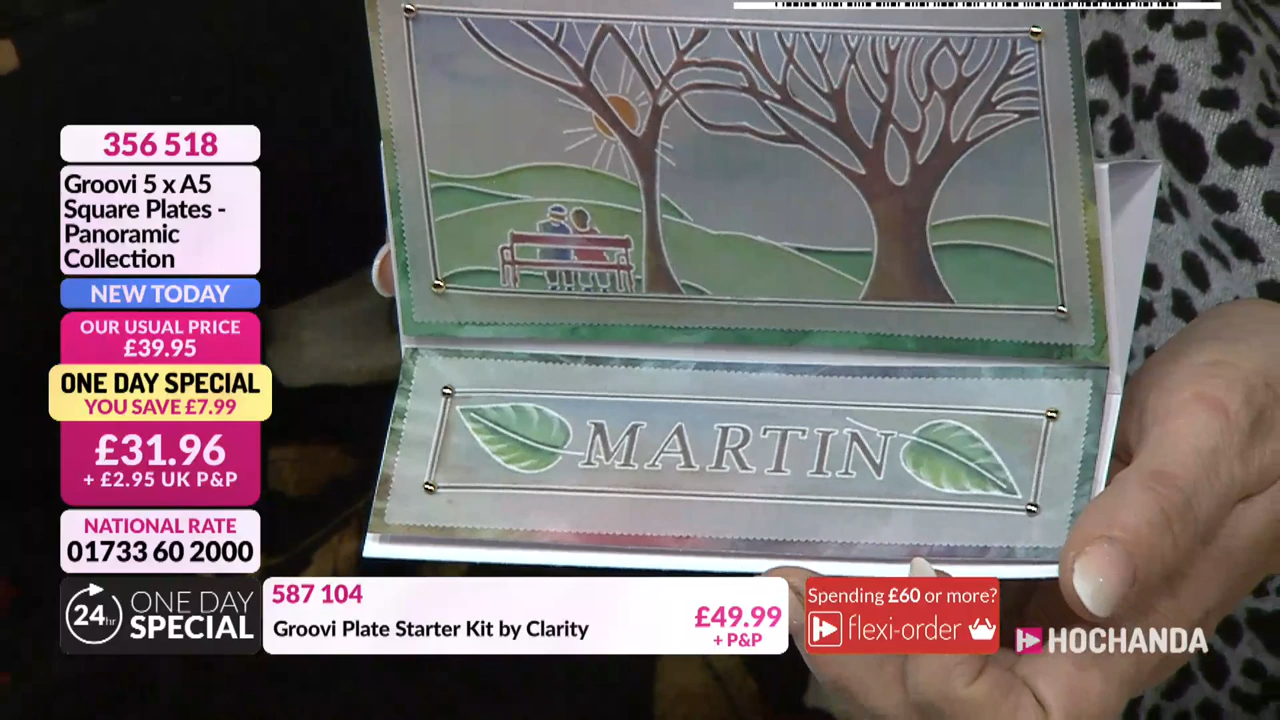 356 518
Groovi 5 x A5
Square Plates -
Panoramic
Collection
NEW TODAY
OUR USUAL PRICE
£39.95
ONE DAY SPECIAL
YOU SAVE £7.99
£31.96
+ £2.95 UK P&P
NATIONAL RATE
01733 60 2000
MARTIN
24hr
ONE DAY
SPECIAL
587 104
Groovi Plate Starter Kit by Clarity
£49.99
+ P&P
Spending £60 or more?
flexi-order
HOCHANDA